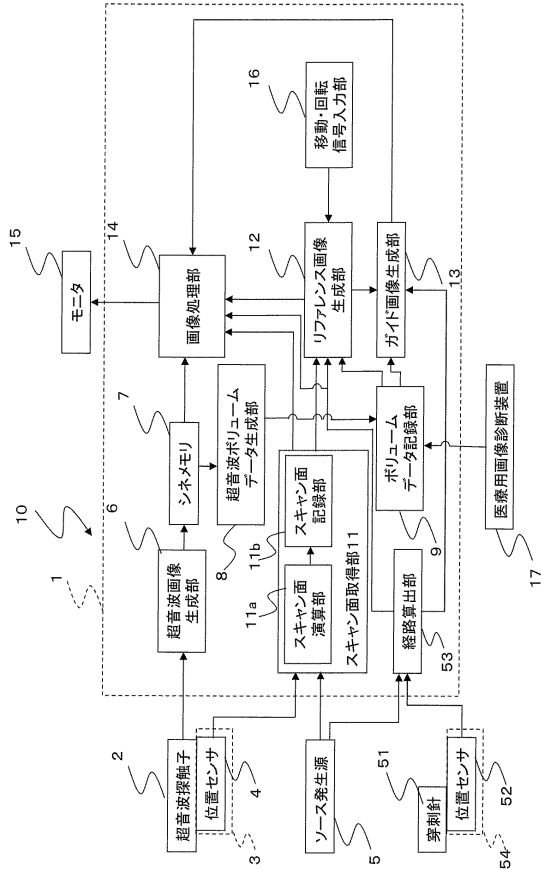 10
1
2
超音波探触子
位置センサ
4
3
6
超音波画像
生成部
7
シネメモリ
8
超音波ボリューム
データ生成部
14
画像処理部
15
モニタ
5
ソース発生源
11a
スキャン面
演算部
11b
スキャン面
記録部
スキャン面取得部11
12
リファレンス画像
生成部
16
移動・回転
信号入力部
51
穿刺針
位置センサ
52
54
経路算出部
53
9
ボリューム
データ記録部
ガイド画像生成部
13
医療用画像診断装置
17